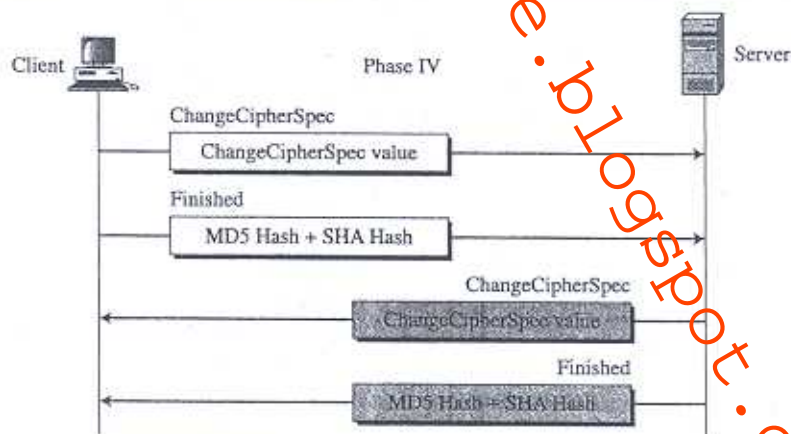 Client
Phase IV
Server
ChangeCipherSpec
ChangeCipherSpec value
Finished
MD5 Hash + SHA Hash
ChangeCipherSpec
ChangeCipherSpec value
Finished
MD5 Hash + SHA Hash
e.blogspot.